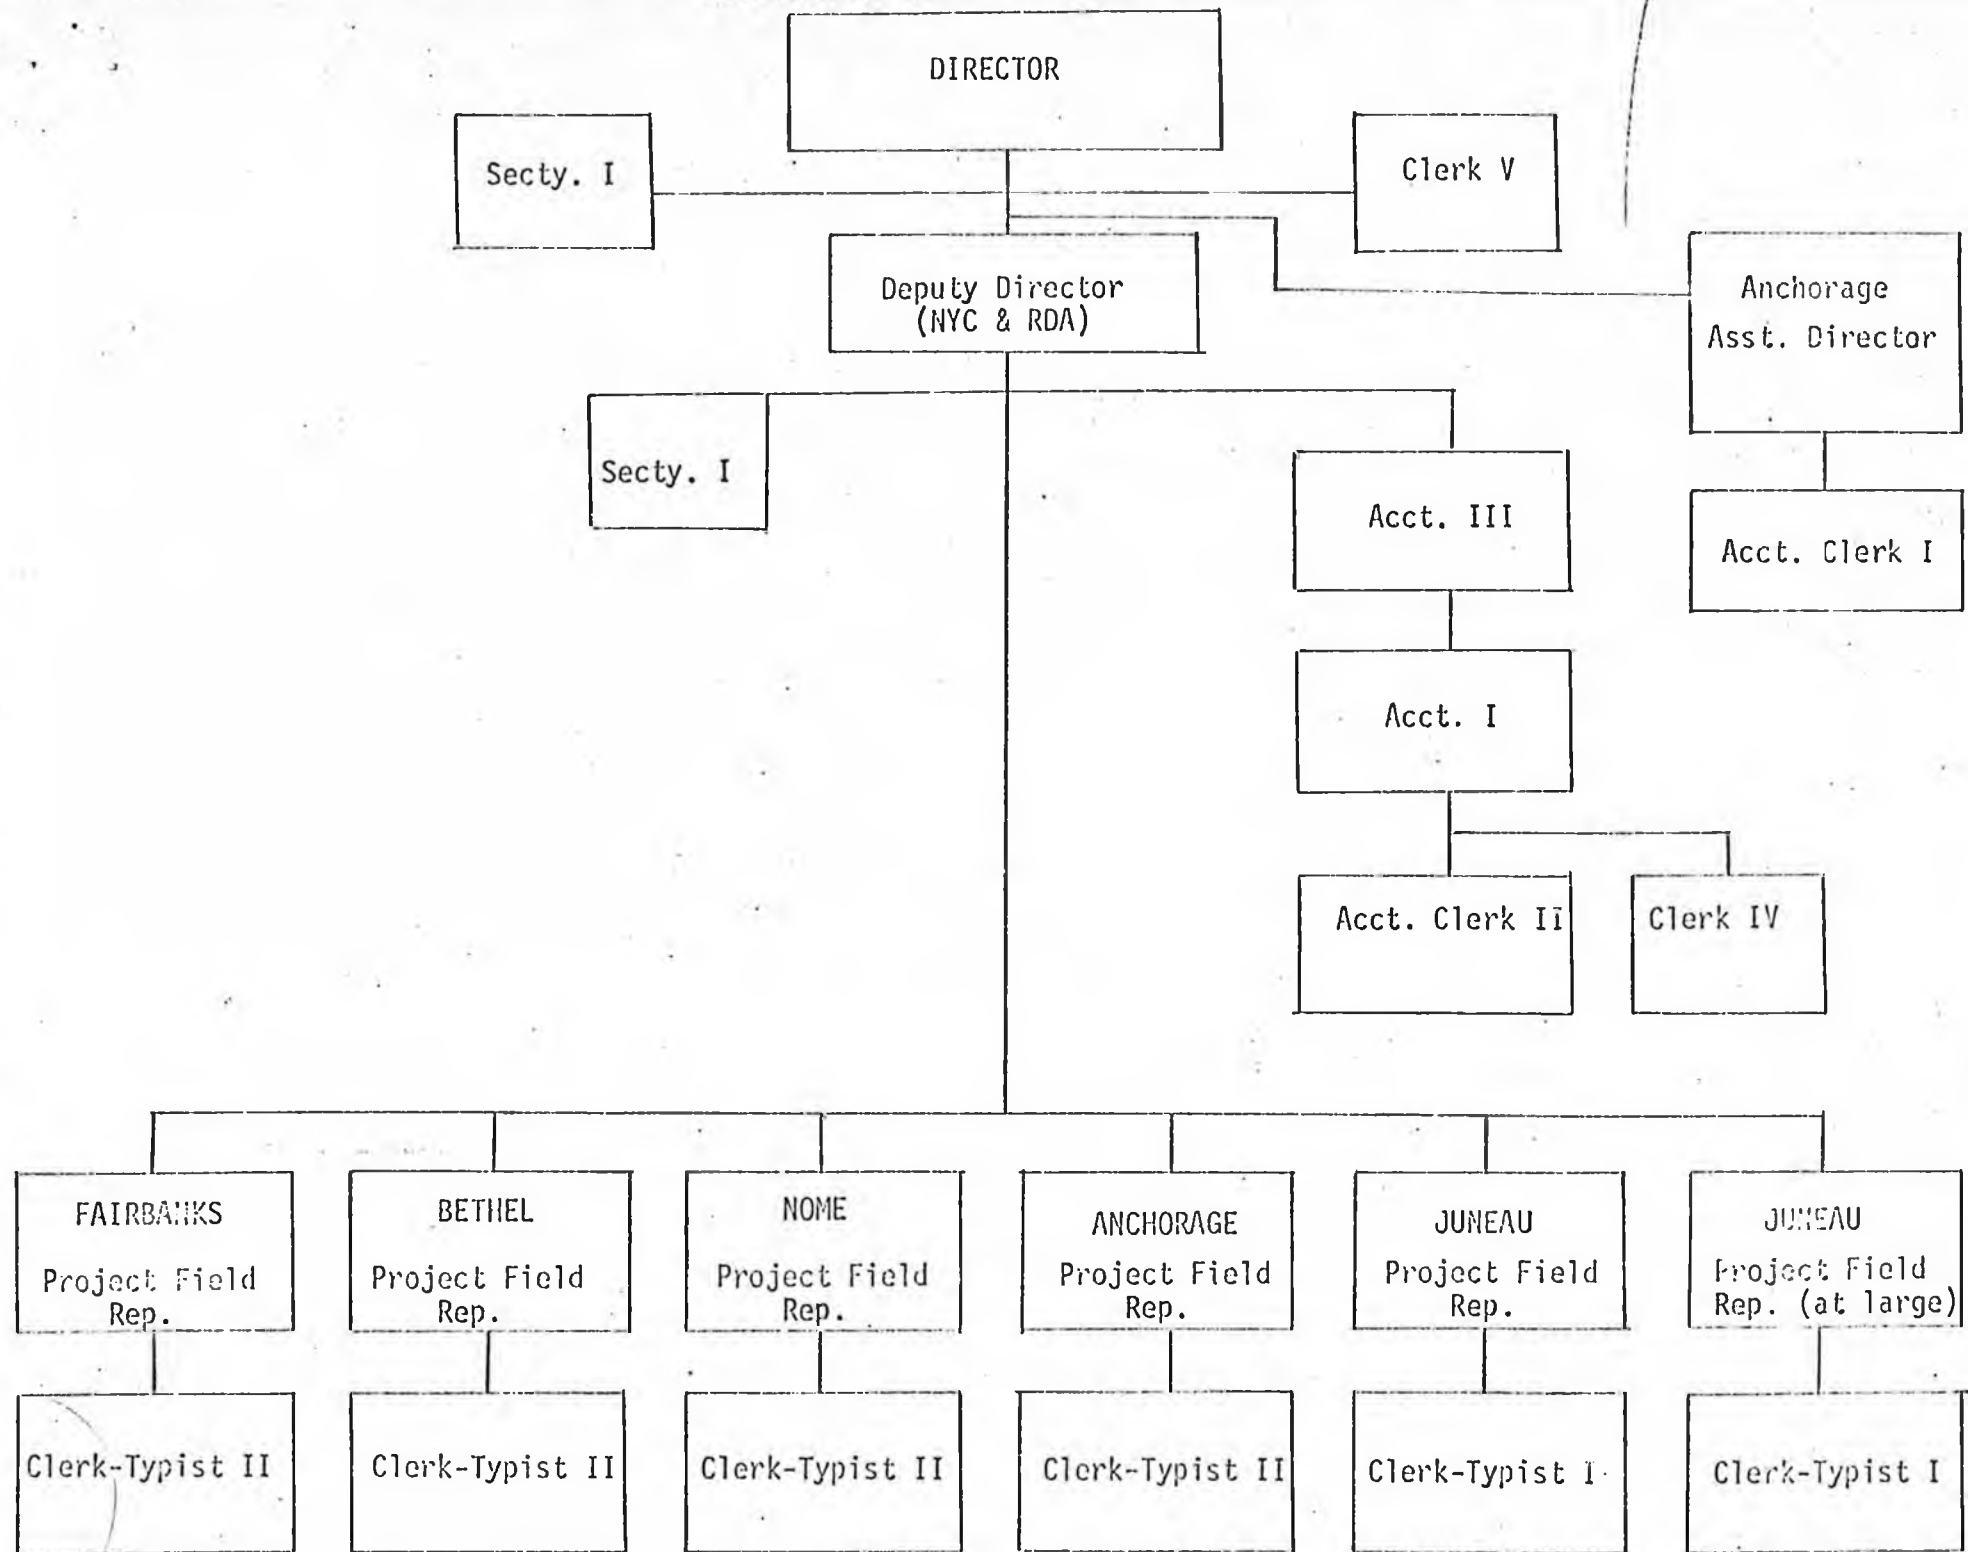 DIRECTOR
Secty. I
Clerk V
Deputy Director
(NYC & RDA)
Anchorage
Asst. Director
Secty. I
Acct. III
Acct. Clerk I
Acct. I
Acct. Clerk II
Clerk IV
FAIRBANKS
Project Field
Rep.
BETHEL
Project Field
Rep.
NOME
Project Field
Rep.
ANCHORAGE
Project Field
Rep.
JUNEAU
Project Field
Rep.
JUNEAU
Project Field
Rep. (at large)
Clerk-Typist II
Clerk-Typist II
Clerk-Typist II
Clerk-Typist II
Clerk-Typist I
Clerk-Typist I